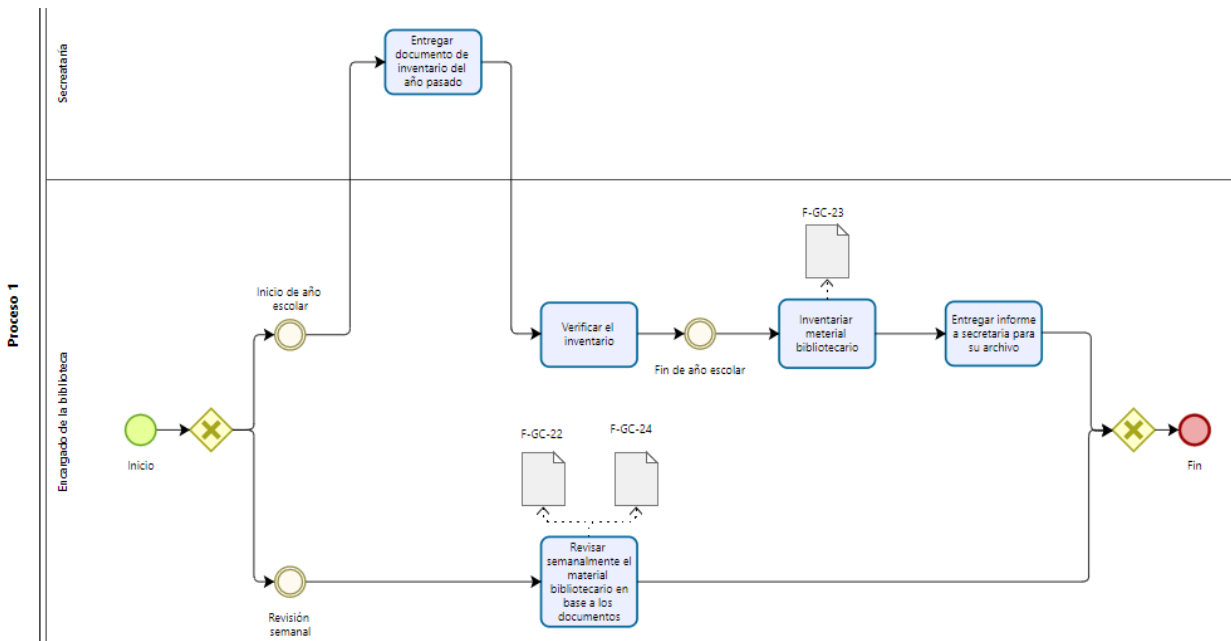 Proceso 1
Secreataría
Entregar
documento de
inventario del
año pasado
Encargado de la biblioteca
F-GC-23
Inicio de año
escolar
Verificar el
inventario
Fin de año escolar
Inventariar
meterial
bibliotecario
Entregar informe
a secretaria para
su archivo
Inicio
F-GC-22
F-GC-24
Fin
Revisar
semanalmente el
material
bibliotecario en
base a los
documentos
Revisión
semanal